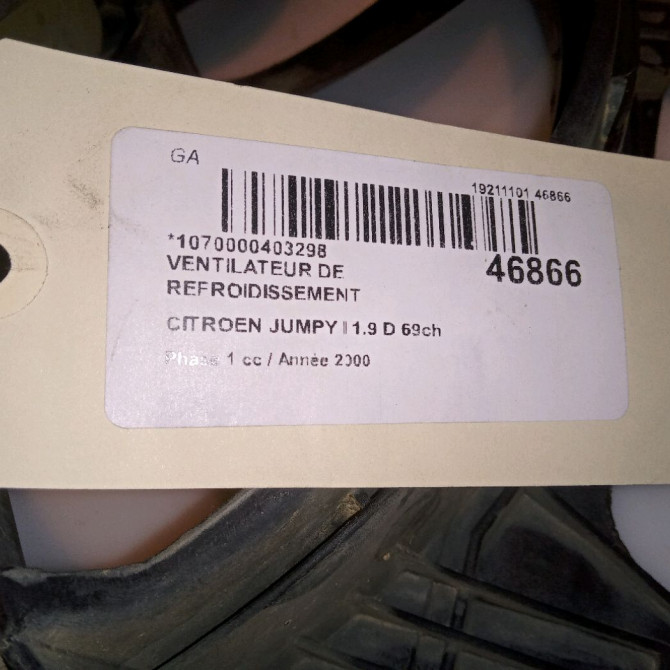 GA
19211101 46866
*1070000403298
46866
VENTILATEUR DE
REFROIDISSEMENT
CITROEN JUMPY I 1.9 D 69ch
Phase 1 cc / Année 2000